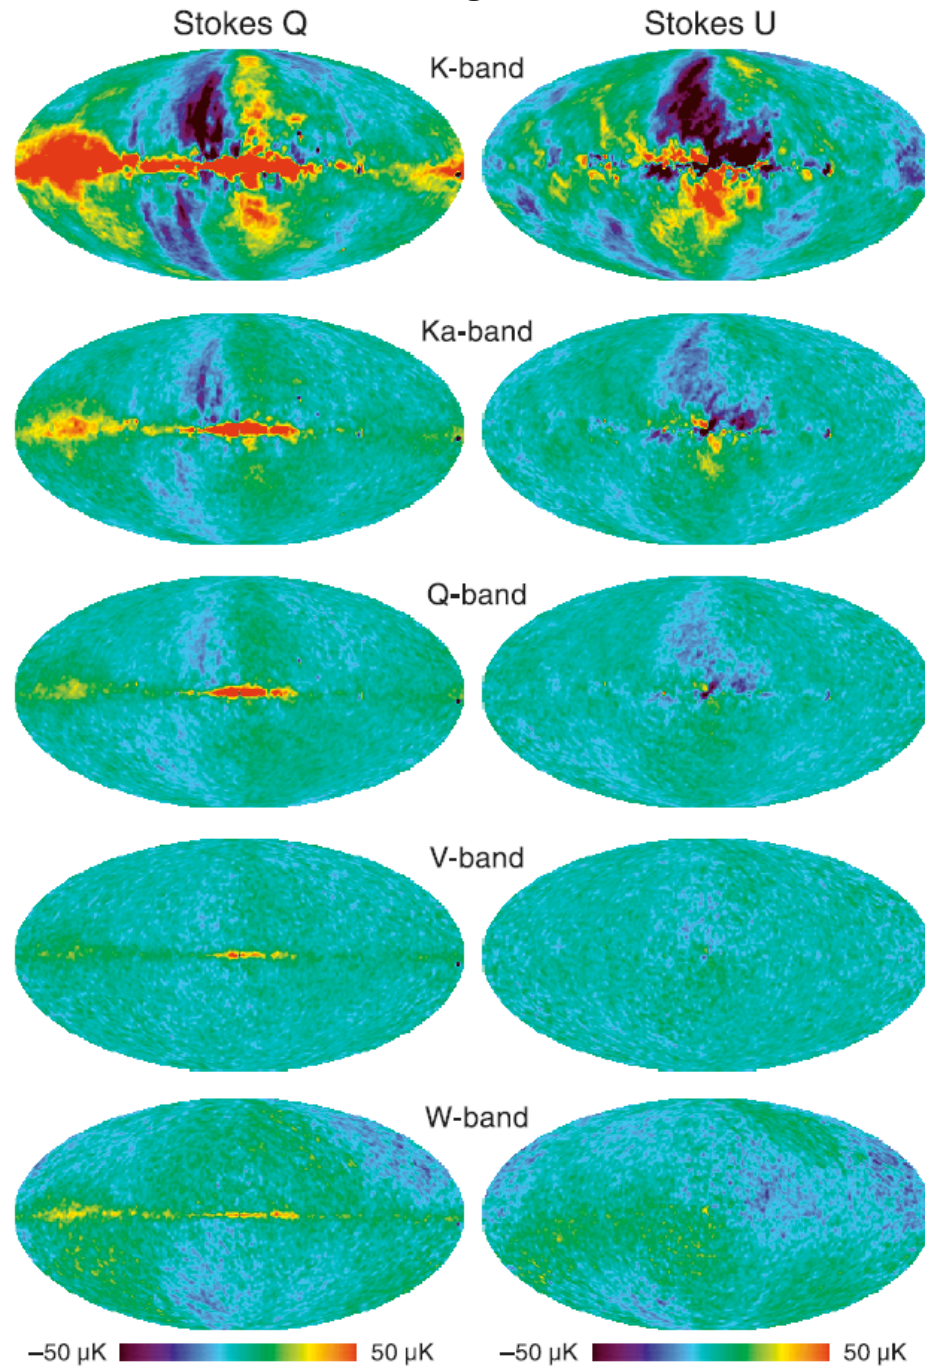 Stokes Q Stokes U
K-band
Ka-band
Q-band
V-band
W-band
−50 μK 50 μK −50 μK 50 μK